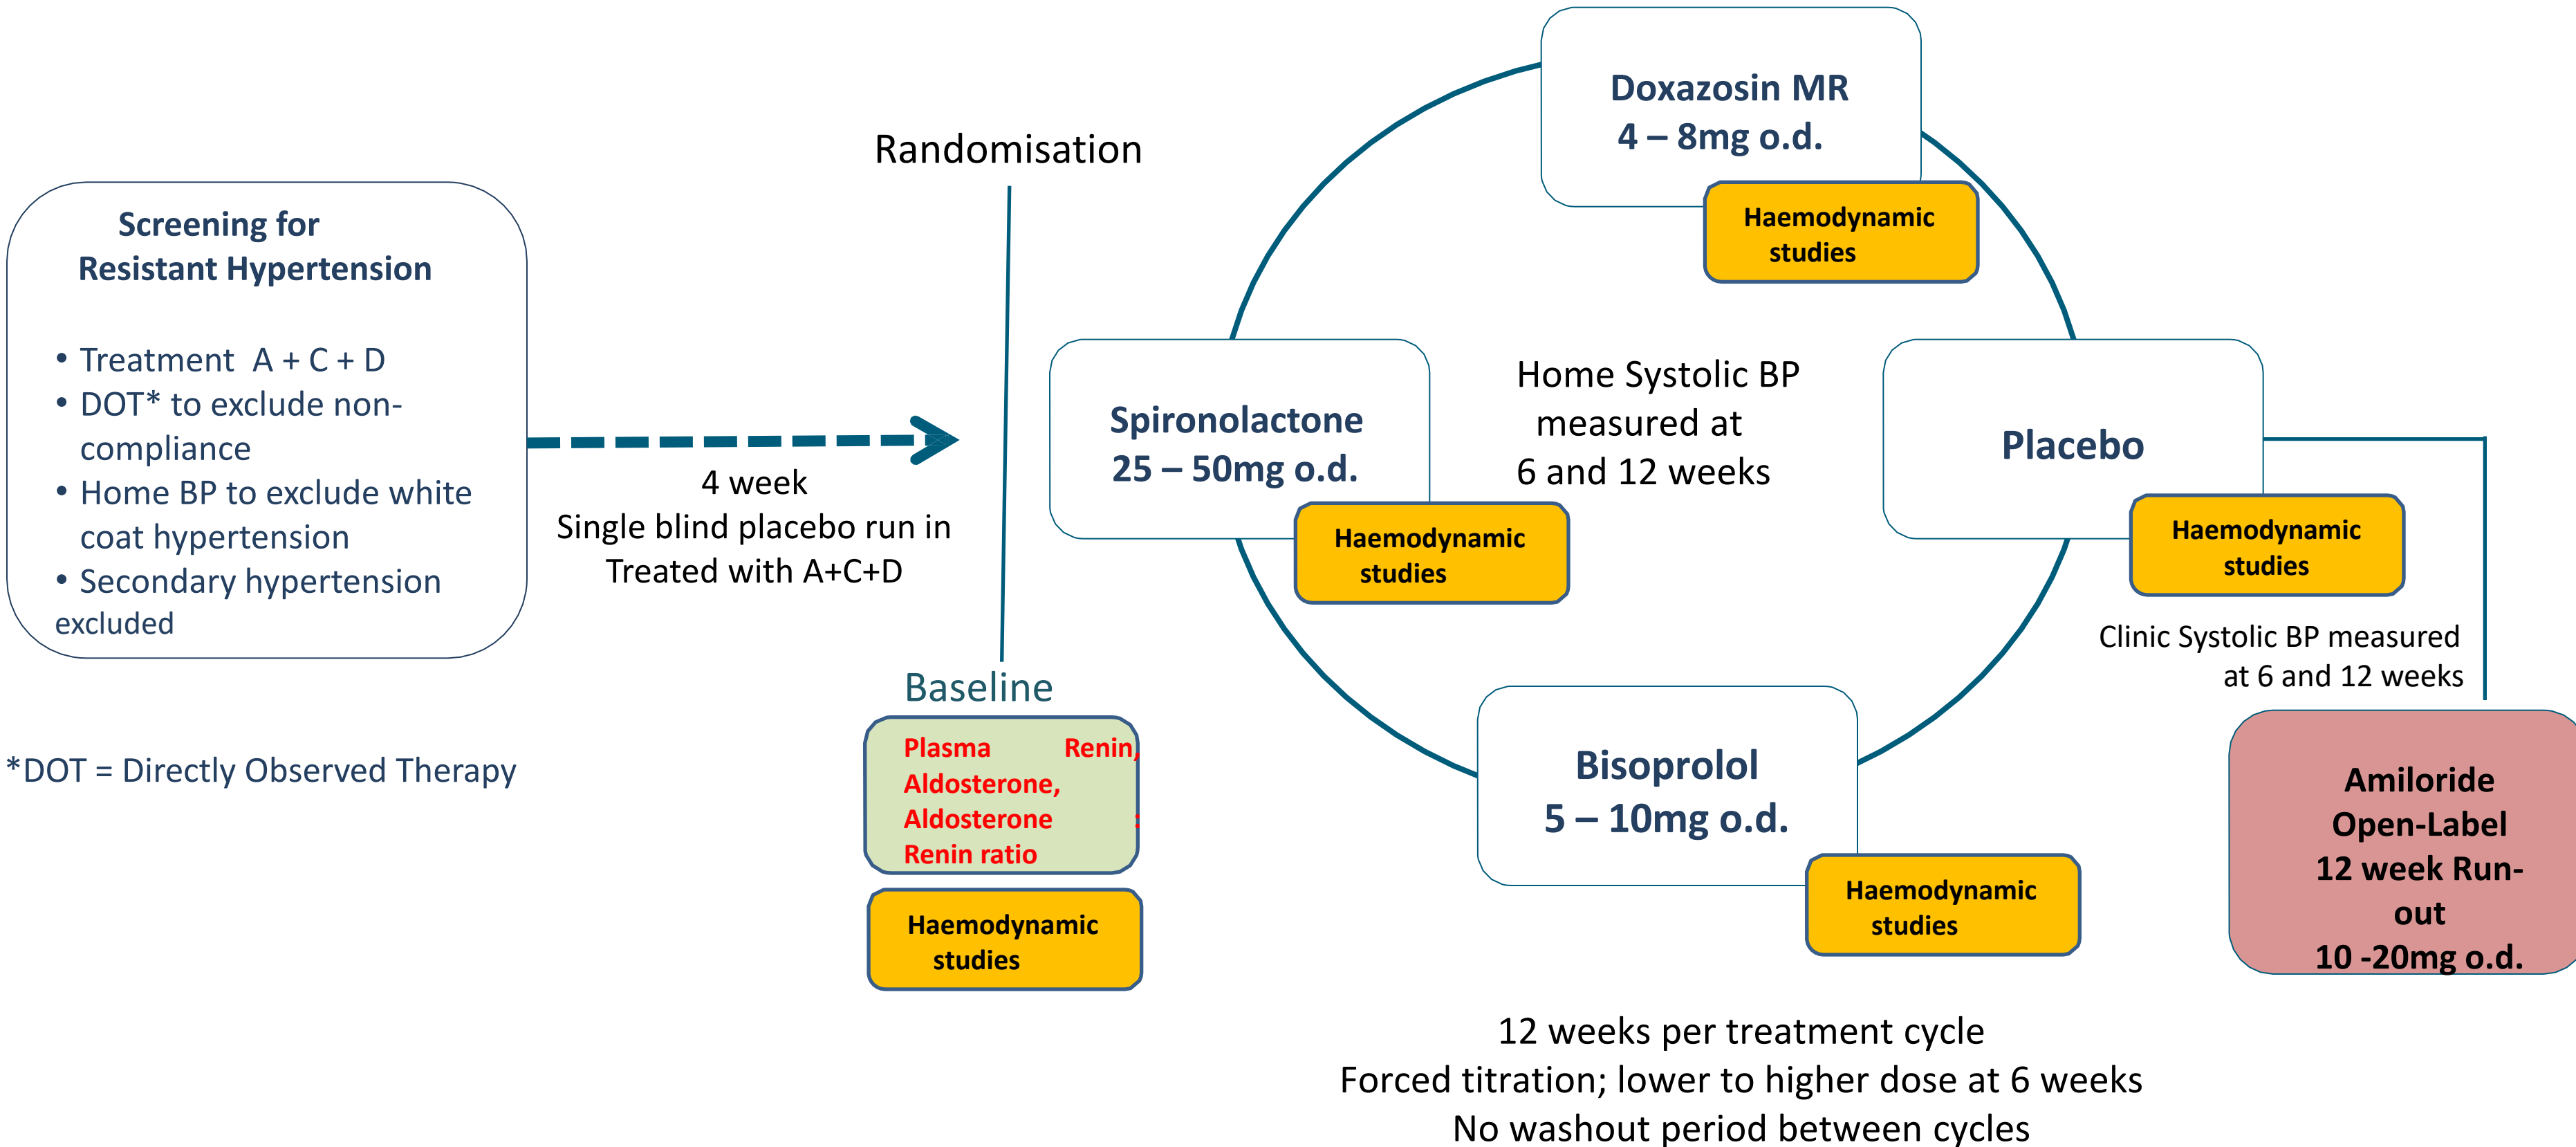 Screening for
Resistant Hypertension
• Treatment A + C + D
• DOT* to exclude non-
compliance
• Home BP to exclude white
coat hypertension
• Secondary hypertension
excluded
*DOT = Directly Observed Therapy
4 week
Single blind placebo run in
Treated with A+C+D
Randomisation
Baseline
Plasma Renin,
Aldosterone,
Aldosterone :
Renin ratio
Haemodynamic
studies
Doxazosin MR
4 – 8mg o.d.
Haemodynamic
studies
Spironolactone
25 – 50mg o.d.
Haemodynamic
studies
Home Systolic BP
measured at
6 and 12 weeks
Placebo
Haemodynamic
studies
Bisoprolol
5 – 10mg o.d.
Haemodynamic
studies
Clinic Systolic BP measured
at 6 and 12 weeks
Amiloride
Open-Label
12 week Run-
out
10 -20mg o.d.
12 weeks per treatment cycle
Forced titration; lower to higher dose at 6 weeks
No washout period between cycles